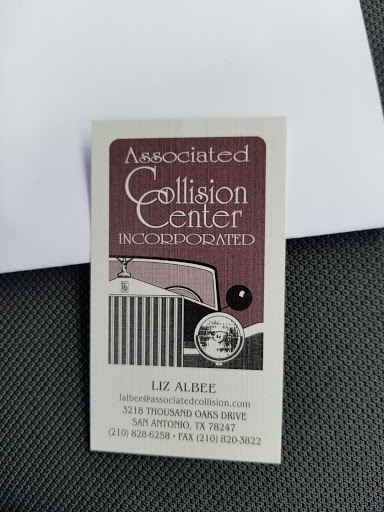 Associated
Collision
Center
INCORPORATED
LIZ ALBEE
lalbee@associatedcollision.com
3218 THOUSAND OAKS DRIVE
SAN ANTONIO, TX 78247
(210) 828-6258 • FAX (210) 820-3822